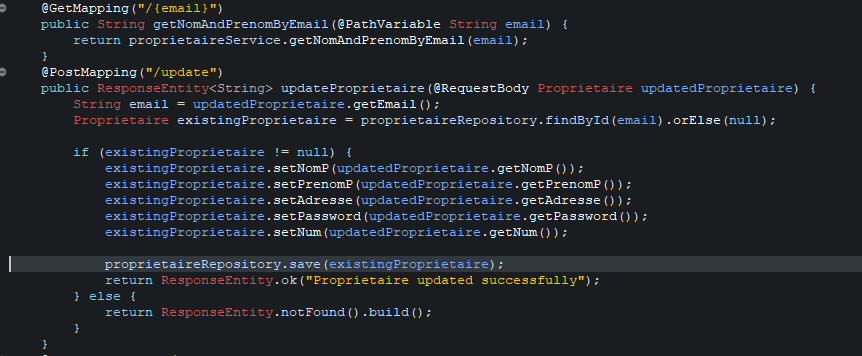 @GetMapping("/{email}")
public String getNomAndPrenomByEmail(@PathVariable String email) {
return proprietaireService.getNomAndPrenomByEmail(email);
}
@PostMapping("/update")
public ResponseEntity<String> updateProprietaire(@RequestBody Proprietaire updatedProprietaire) {
String email = updatedProprietaire.getEmail();
Proprietaire existingProprietaire = proprietaireRepository.findById(email).orElse(null);
if (existingProprietaire != null) {
existingProprietaire.setNomP(updatedProprietaire.getNomP());
existingProprietaire.setPrenomP(updatedProprietaire.getPrenomP());
existingProprietaire.setAdresse(updatedProprietaire.getAdresse());
existingProprietaire.setPassword(updatedProprietaire.getPassword());
existingProprietaire.setNum(updatedProprietaire.getNum());
proprietaireRepository.save(existingProprietaire);
return ResponseEntity.ok("Proprietaire updated successfully");
} else {
return ResponseEntity.notFound().build();
}
}